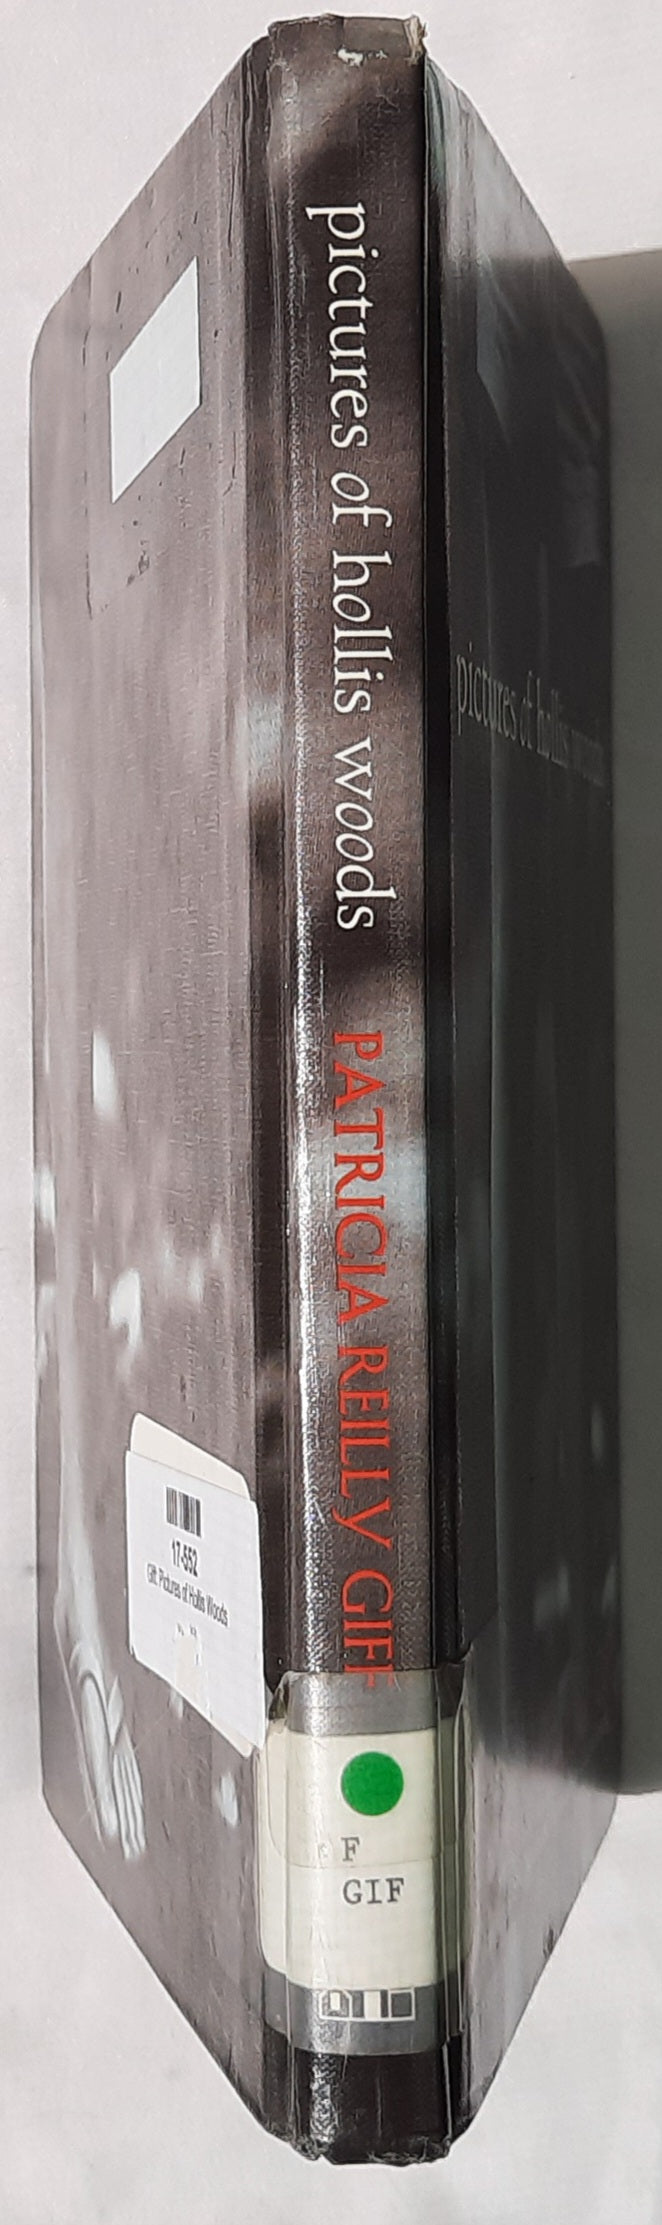 pictures of hollis woods
PATRICIA REILLY GIFF
F
GIF
pictures of hollis woods
17-552
Giff: Pictures of Hollis Woods